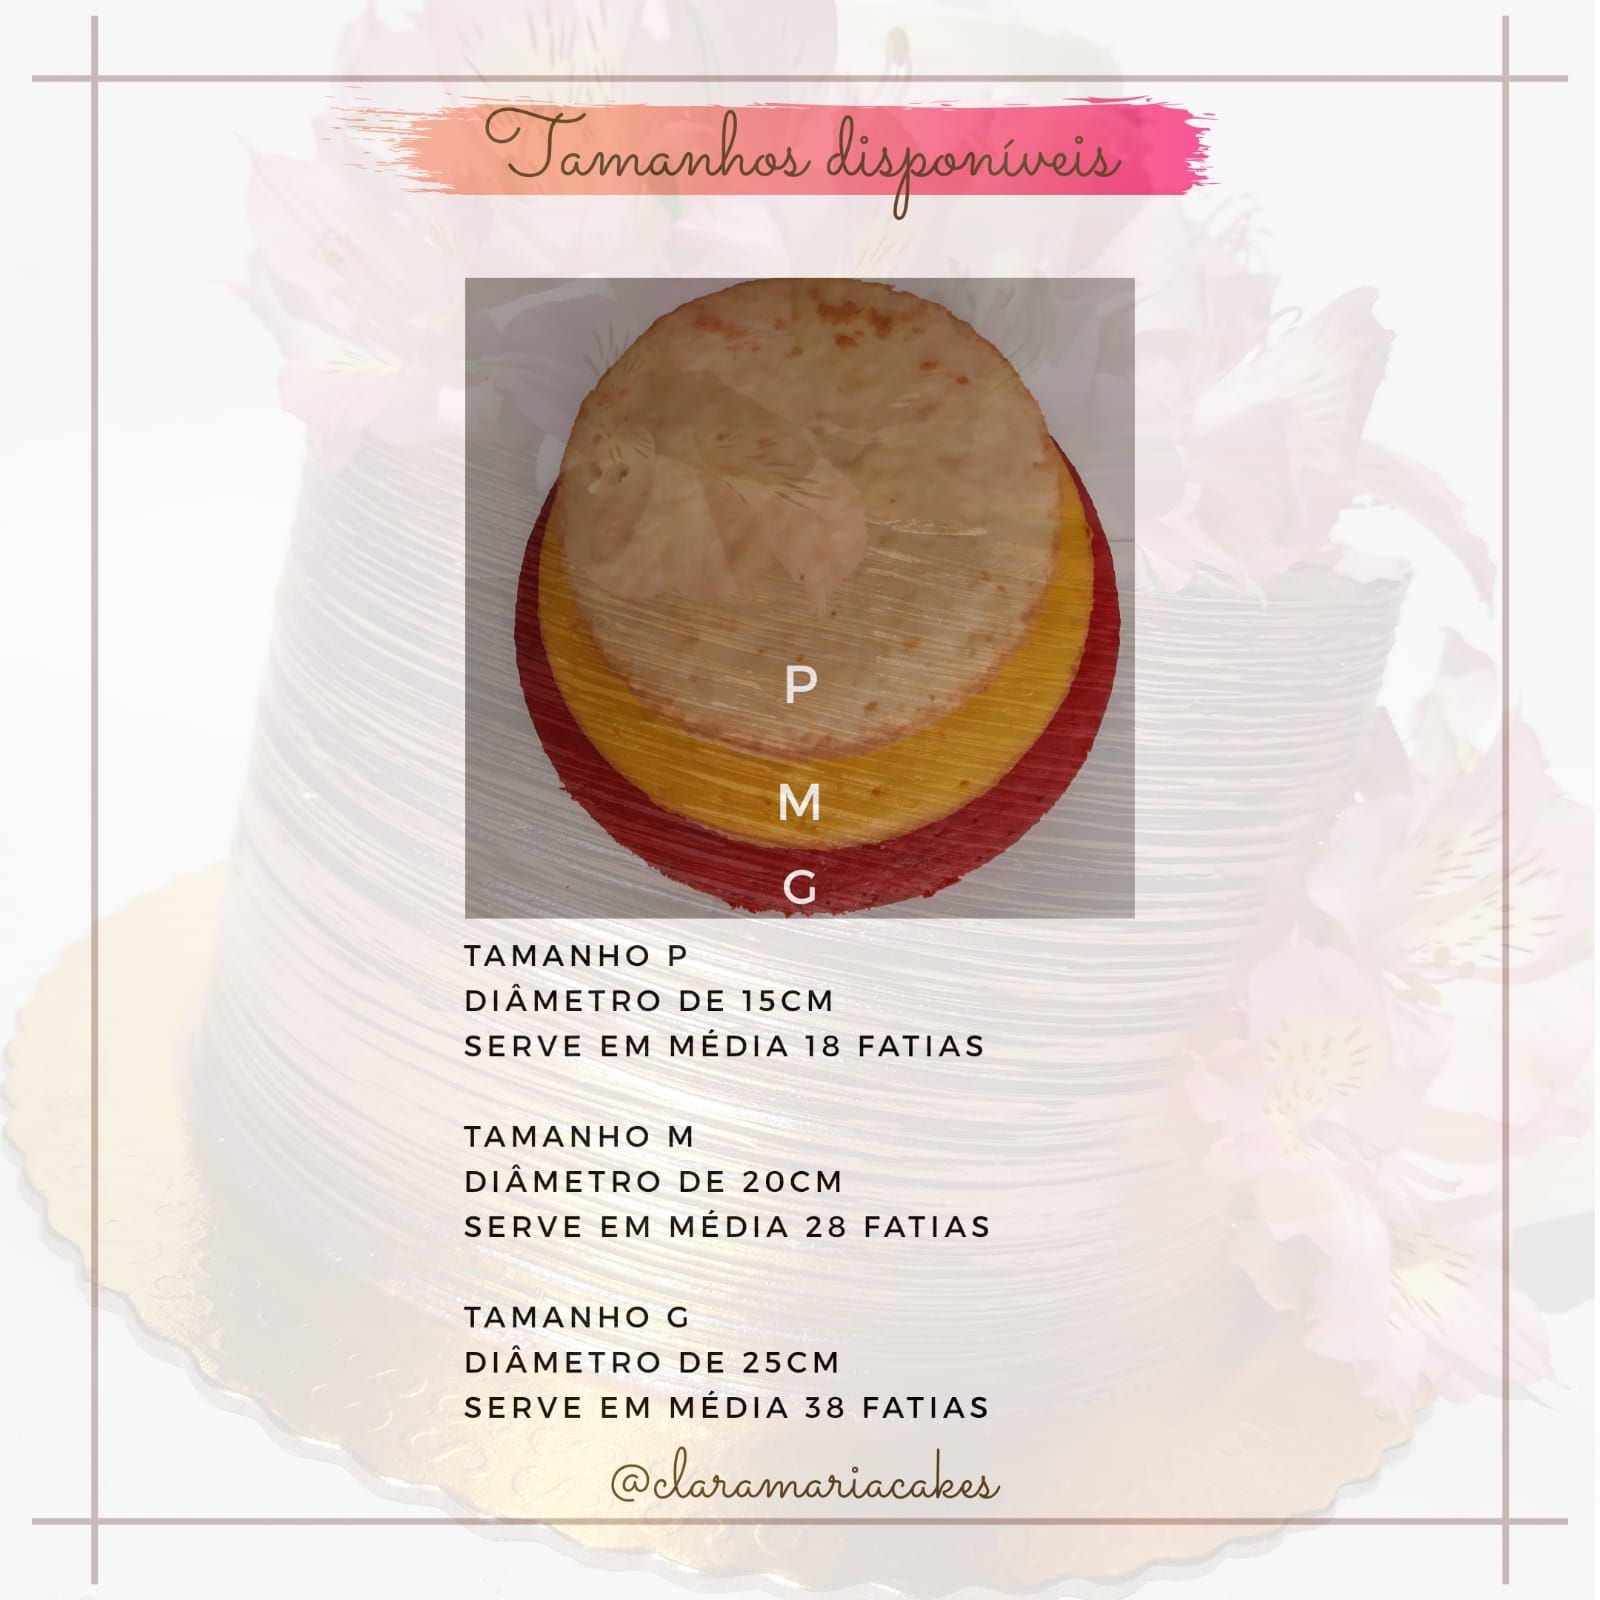 Tamanhos disponíveis
P
M
G
TAMANHO P
DIÂMETRO DE 15CM
SERVE EM MÉDIA 18 FATIAS
TAMANHO M
DIÂMETRO DE 20CM
SERVE EM MÉDIA 28 FATIAS
TAMANHO G
DIÂMETRO DE 25CM
SERVE EM MÉDIA 38 FATIAS
@claramariacakes